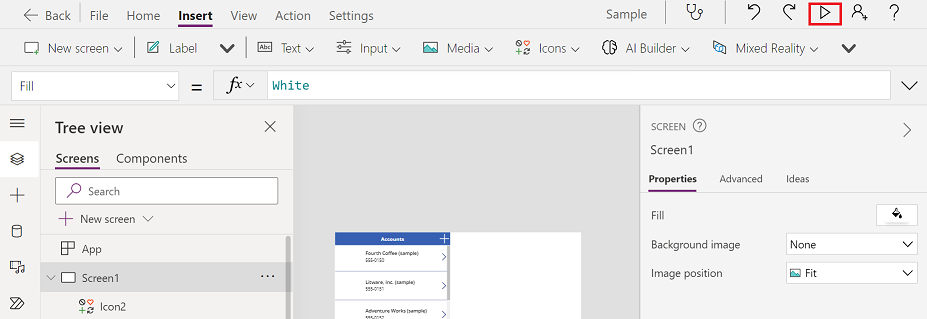 Back File Home Insert View Action Settings Sample
New screen Label Abc Text Input Media Icons AI Builder Mixed Reality
Fill = fx White
Tree view
Screens Components
Search
New screen
App
Screen1
Icon2
Accounts
Fourth Coffee (sample)
555-0150
Litware, Inc. (sample)
555-0151
Adventure Works (sample)
555-0152
SCREEN
Screen1
Properties Advanced Ideas
Fill
Background image None
Image position Fit